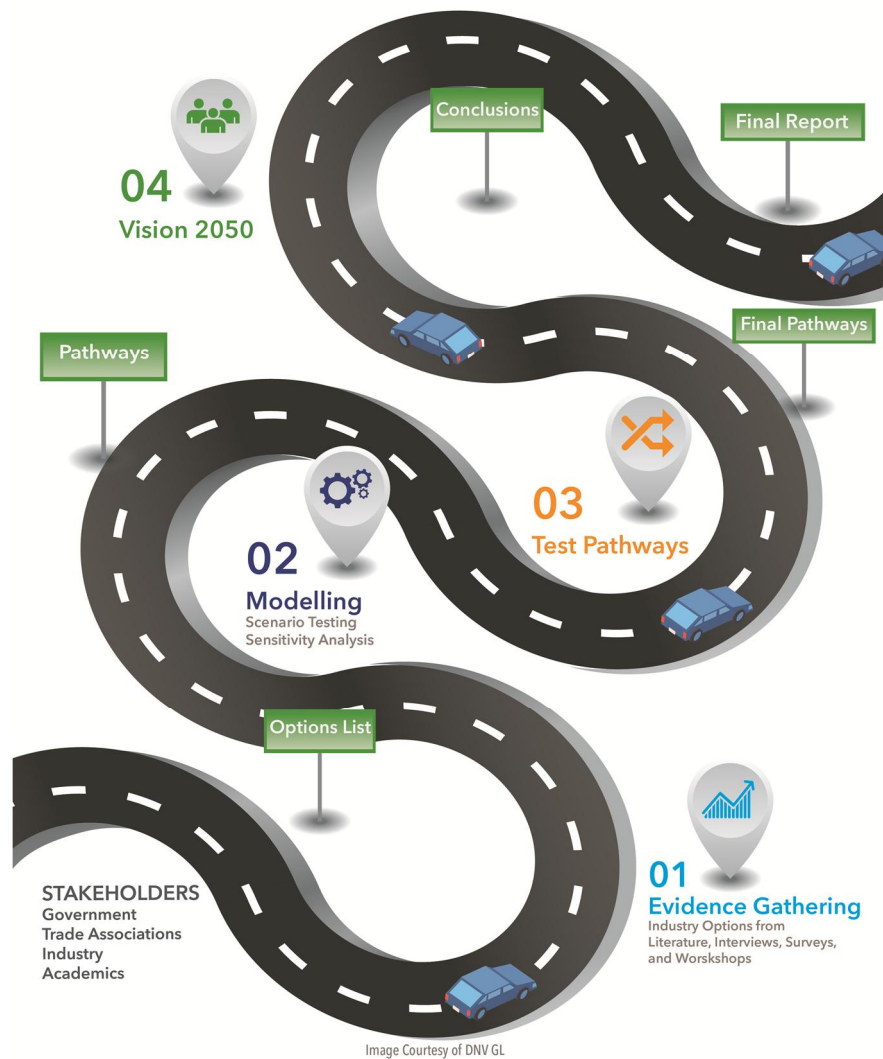 Conclusions
Final Report
04
Vision 2050
Final Pathways
Pathways
03
Test Pathways
02
Modelling
Scenario Testing
Sensitivity Analysis
Options List
01
Evidence Gathering
Industry Options from
Literature, Interviews, Surveys,
and Worskshops
STAKEHOLDERS
Government
Trade Associations
Industry
Academics
Image Courtesy of DNV GL